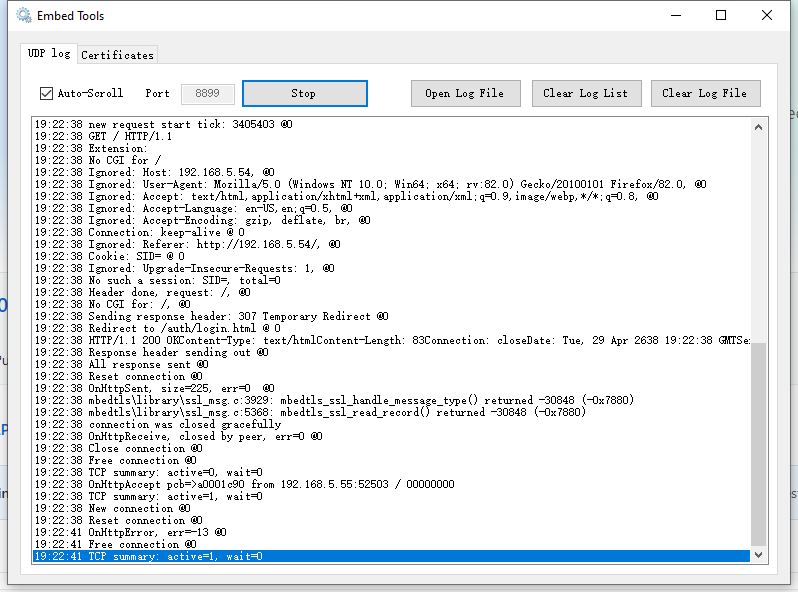 Embed Tools
UDP log
Certificates
Auto-Scroll
Port
8899
Stop
Open Log File
Clear Log List
Clear Log File
19:22:38 new request start tick: 3405403 @0
19:22:38 GET / HTTP/1.1
19:22:38 Extension:
19:22:38 No CGI for /
19:22:38 Ignored: Host: 192.168.5.54, @0
19:22:38 Ignored: User-Agent: Mozilla/5.0 (Windows NT 10.0; Win64; x64; rv:82.0) Gecko/20100101 Firefox/82.0, @0
19:22:38 Ignored: Accept: text/html,application/xhtml+xml,application/xml;q=0.9,image/webp,*/*;q=0.8, @0
19:22:38 Ignored: Accept-Language: en-US,en;q=0.5, @0
19:22:38 Ignored: Accept-Encoding: gzip, deflate, br, @0
19:22:38 Connection: keep-alive @ 0
19:22:38 Ignored: Referer: http://192.168.5.54/, @0
19:22:38 Cookie: SID= @ 0
19:22:38 Ignored: Upgrade-Insecure-Requests: 1, @0
19:22:38 No such a session: SID=, total=0
19:22:38 Header done, request: /, @0
19:22:38 No CGI for: /, @0
19:22:38 Sending response header: 307 Temporary Redirect @0
19:22:38 Redirect to /auth/login.html @ 0
19:22:38 HTTP/1.1 200 OKContent-Type: text/htmlContent-Length: 83Connection: closeDate: Tue, 29 Apr 2638 19:22:38 GMTSe
19:22:38 Response header sending out @0
19:22:38 All response sent @0
19:22:38 Reset connection @0
19:22:38 OnHttpSent, size=225, err=0  @0
19:22:38 mbedtls\library\ssl_msg.c:3929: mbedtls_ssl_handle_message_type() returned -30848 (-0x7880)
19:22:38 mbedtls\library\ssl_msg.c:5368: mbedtls_ssl_read_record() returned -30848 (-0x7880)
19:22:38 connection was closed gracefully
19:22:38 OnHttpReceive, closed by peer, err=0 @0
19:22:38 Close connection @0
19:22:38 Free connection @0
19:22:38 TCP summary: active=0, wait=0
19:22:38 OnHttpAccept pcb=>a0001c90 from 192.168.5.55:52503 / 00000000
19:22:38 TCP summary: active=1, wait=0
19:22:38 New connection @0
19:22:38 Reset connection @0
19:22:41 OnHttpError, err=-13 @0
19:22:41 Free connection @0
19:22:41 TCP summary: active=1, wait=0